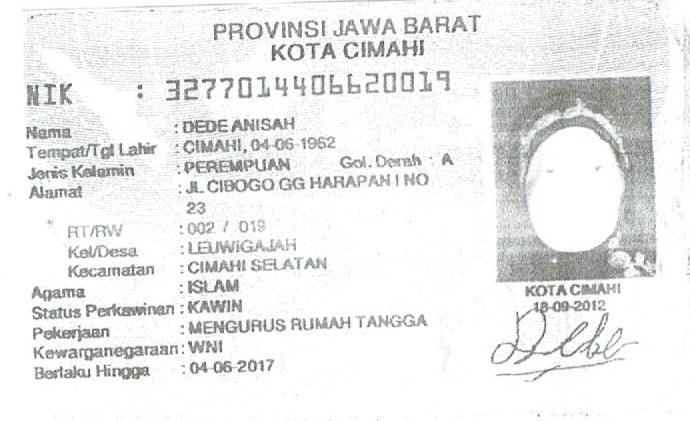 PROVINSI JAWA BARAT
KOTA CIMAHI
NIK : 3277014406620019
Nama : DEDE ANISAH
Tempat/Tgl Lahir : CIMAHI, 04-06-1962
Jenis Kelamin : PEREMPUAN Gol. Darah : A
Alamat : JL CIBOGO GG HARAPAN I NO
23
RT/RW : 002 / 019
Kel/Desa : LEUWIGAJAH
Kecamatan : CIMAHI SELATAN
Agama : ISLAM
Status Perkawinan : KAWIN
Pekerjaan : MENGURUS RUMAH TANGGA
Kewarganegaraan : WNI
Berlaku Hingga : 04-06-2017
KOTA CIMAHI
18-09-2012